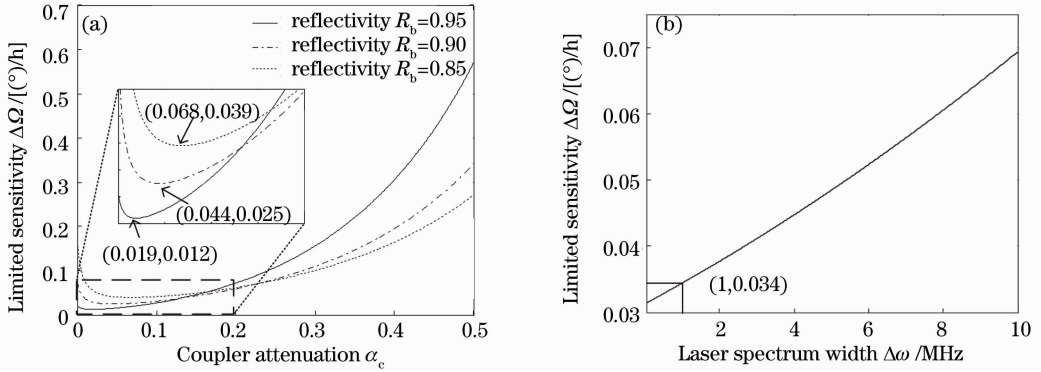 (a)
reflectivity R_b=0.95
reflectivity R_b=0.90
reflectivity R_b=0.85
Limited sensitivity ΔΩ /[(°)/h]
0.7
0.6
0.5
0.4
0.3
0.2
0.1
0
(0.068,0.039)
(0.044,0.025)
(0.019,0.012)
0 0.1 0.2 0.3 0.4 0.5
Coupler attenuation α_c
(b)
Limited sensitivity ΔΩ /[(°)/h]
0.07
0.06
0.05
0.04
0.03
(1,0.034)
2 4 6 8 10
Laser spectrum width Δω /MHz